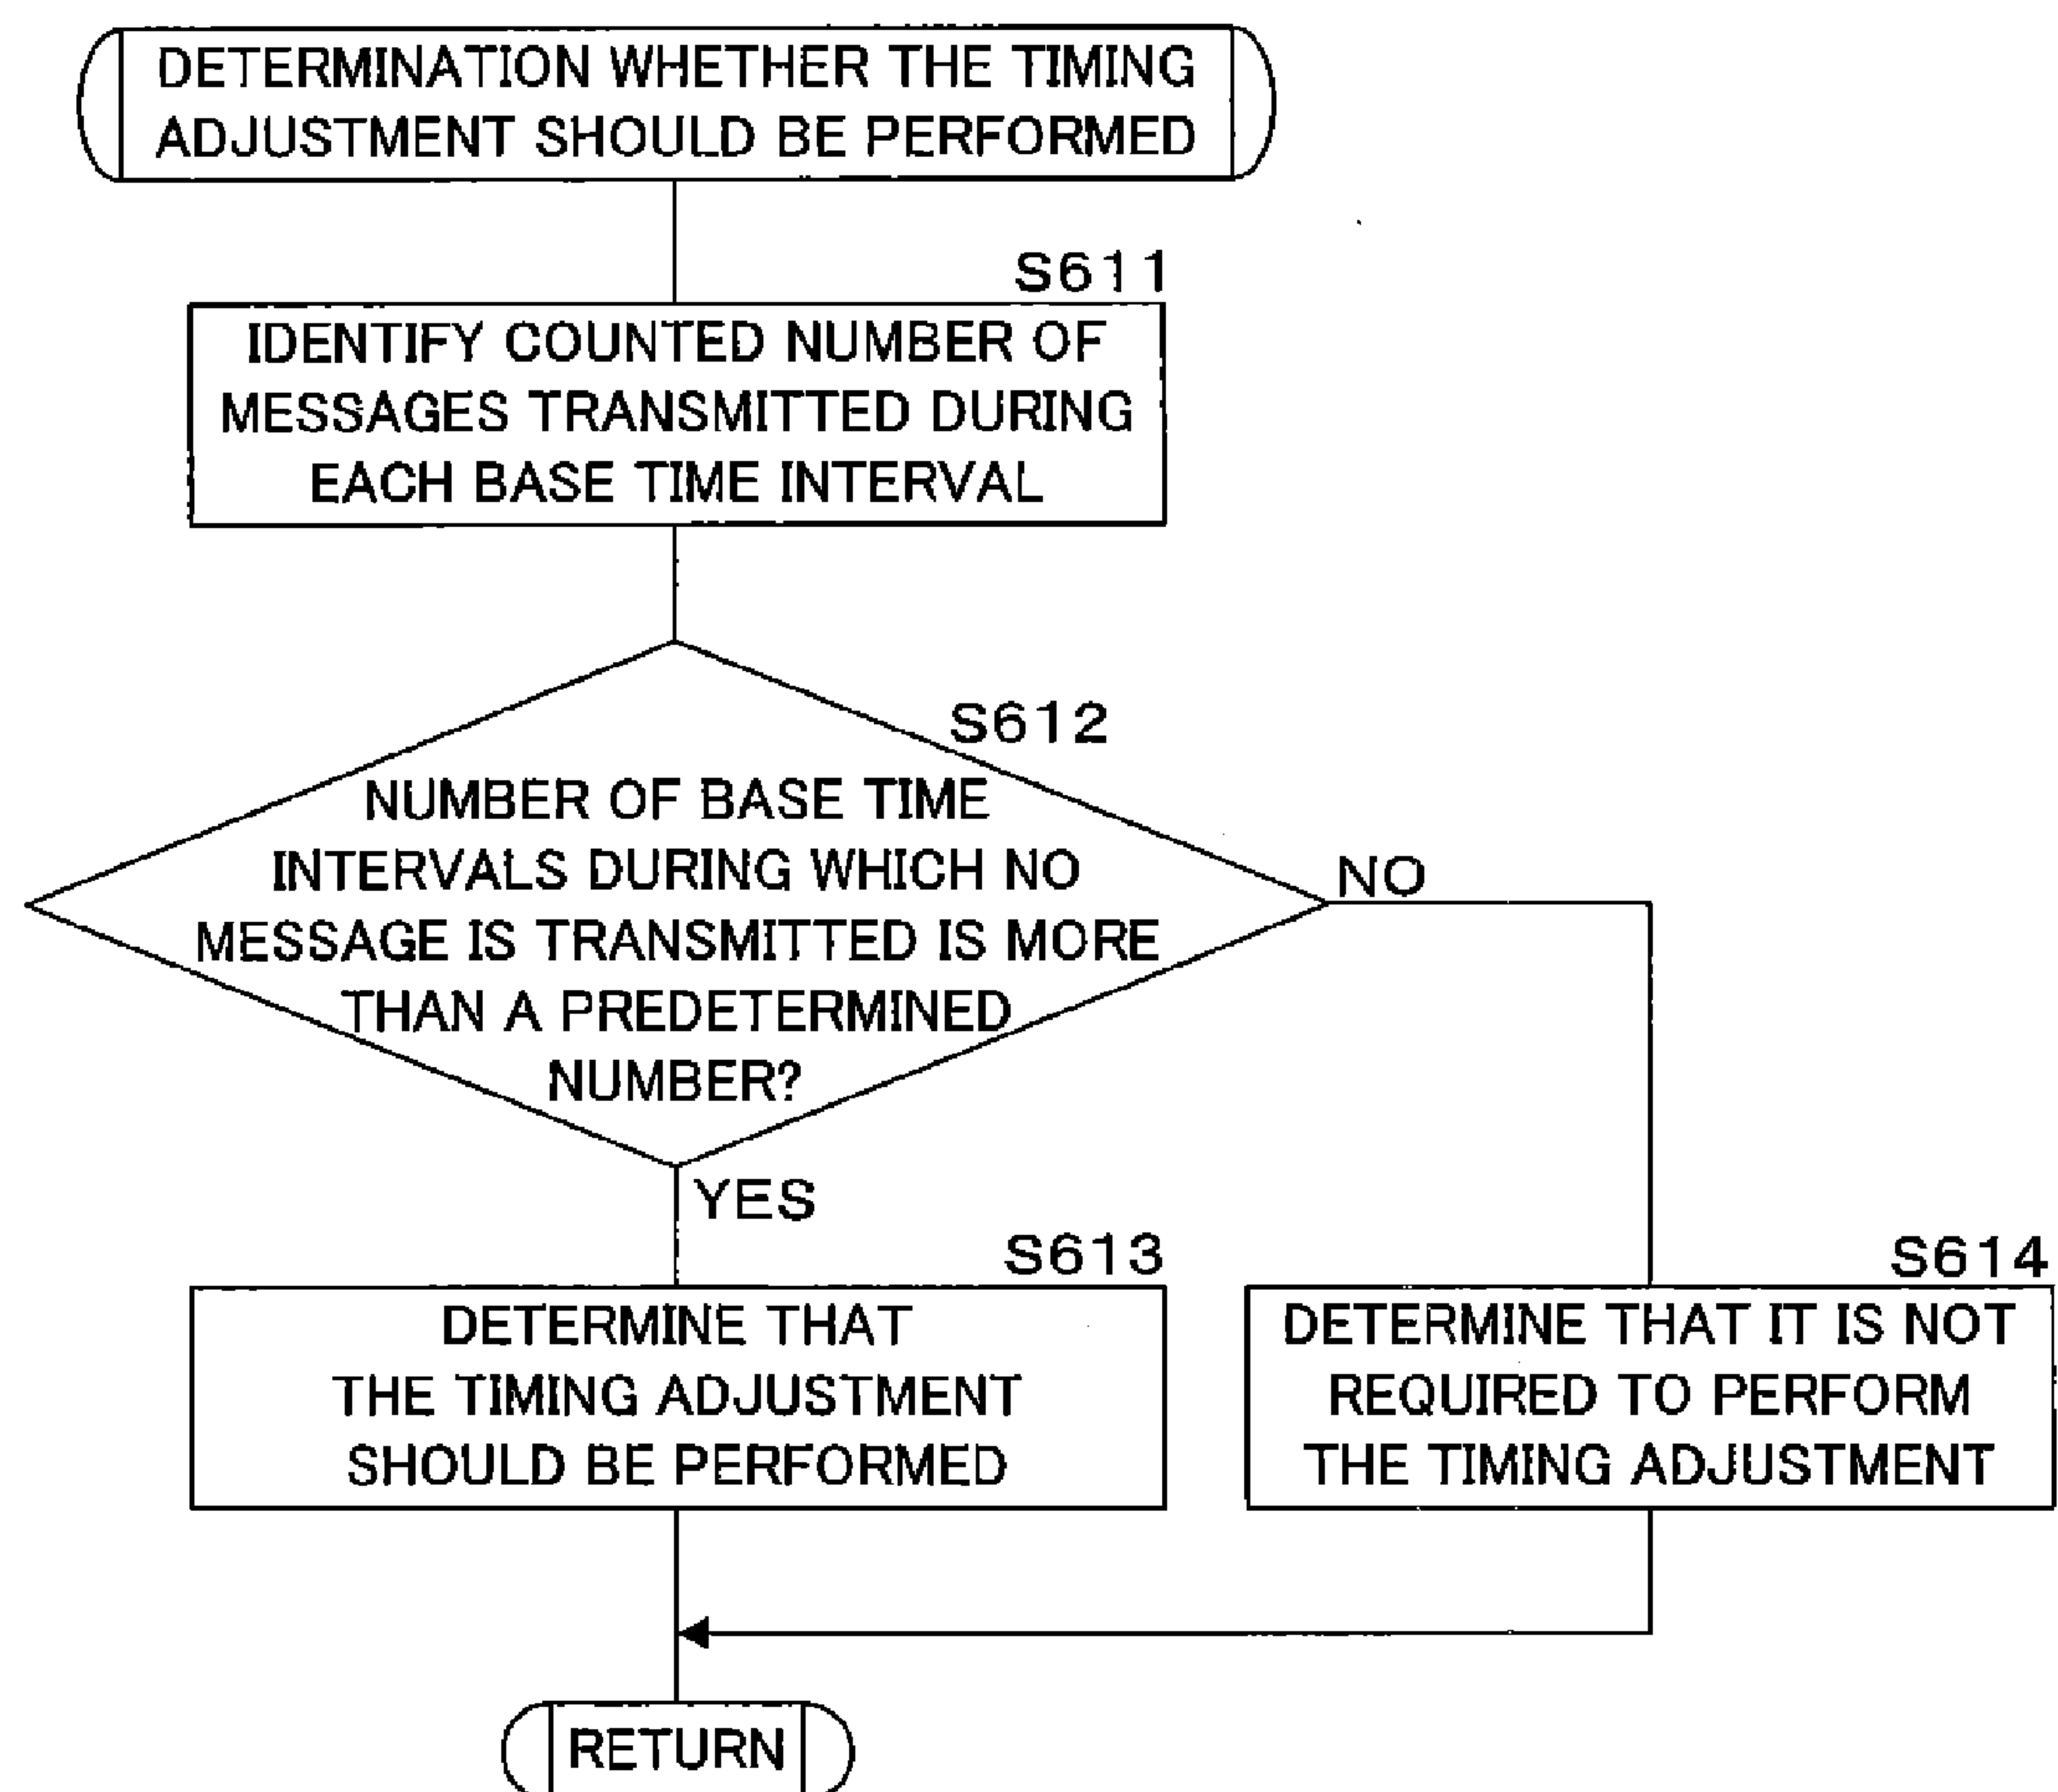 DETERMINATION WHETHER THE TIMING
ADJUSTMENT SHOULD BE PERFORMED
S611
IDENTIFY COUNTED NUMBER OF
MESSAGES TRANSMITTED DURING
EACH BASE TIME INTERVAL
S612
NUMBER OF BASE TIME
INTERVALS DURING WHICH NO
MESSAGE IS TRANSMITTED IS MORE
THAN A PREDETERMINED
NUMBER?
NO
YES
S613
DETERMINE THAT
THE TIMING ADJUSTMENT
SHOULD BE PERFORMED
S614
DETERMINE THAT IT IS NOT
REQUIRED TO PERFORM
THE TIMING ADJUSTMENT
RETURN